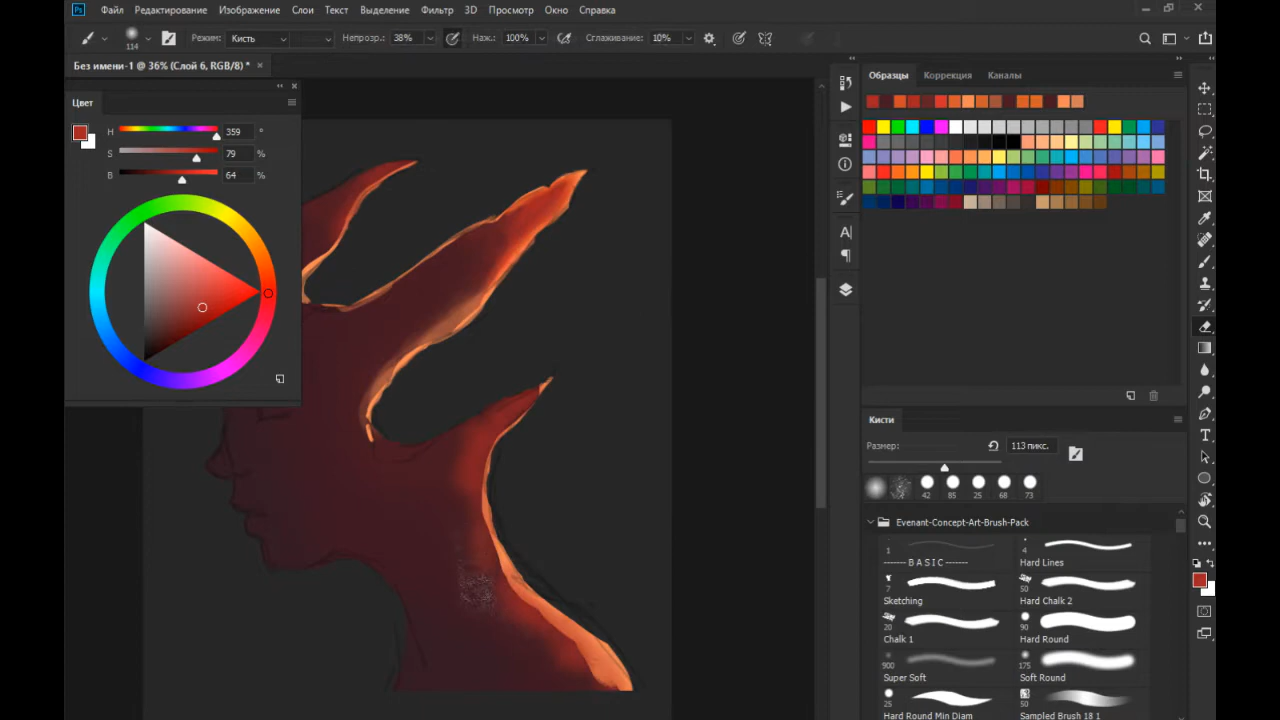 Ps Файл Редактирование Изображение Слои Текст Выделение Фильтр 3D Просмотр Окно Справка
114 Режим: Кисть Непрозр.: 38% Наж.: 100% Сглаживание: 10%
Без имени-1 @ 36% (Слой 6, RGB/8) * ×
Цвет
H 359 °
S 79 %
B 64 %
Образцы Коррекция Каналы
Кисти
Размер: 113 пикс.
42 85 25 68 73
Evenant-Concept-Art-Brush-Pack
1 4
------- B A S I C ------- Hard Lines
7 50
Sketching Hard Chalk 2
20 90
Chalk 1 Hard Round
900 175
Super Soft Soft Round
25 50
Hard Round Min Diam Sampled Brush 18 1